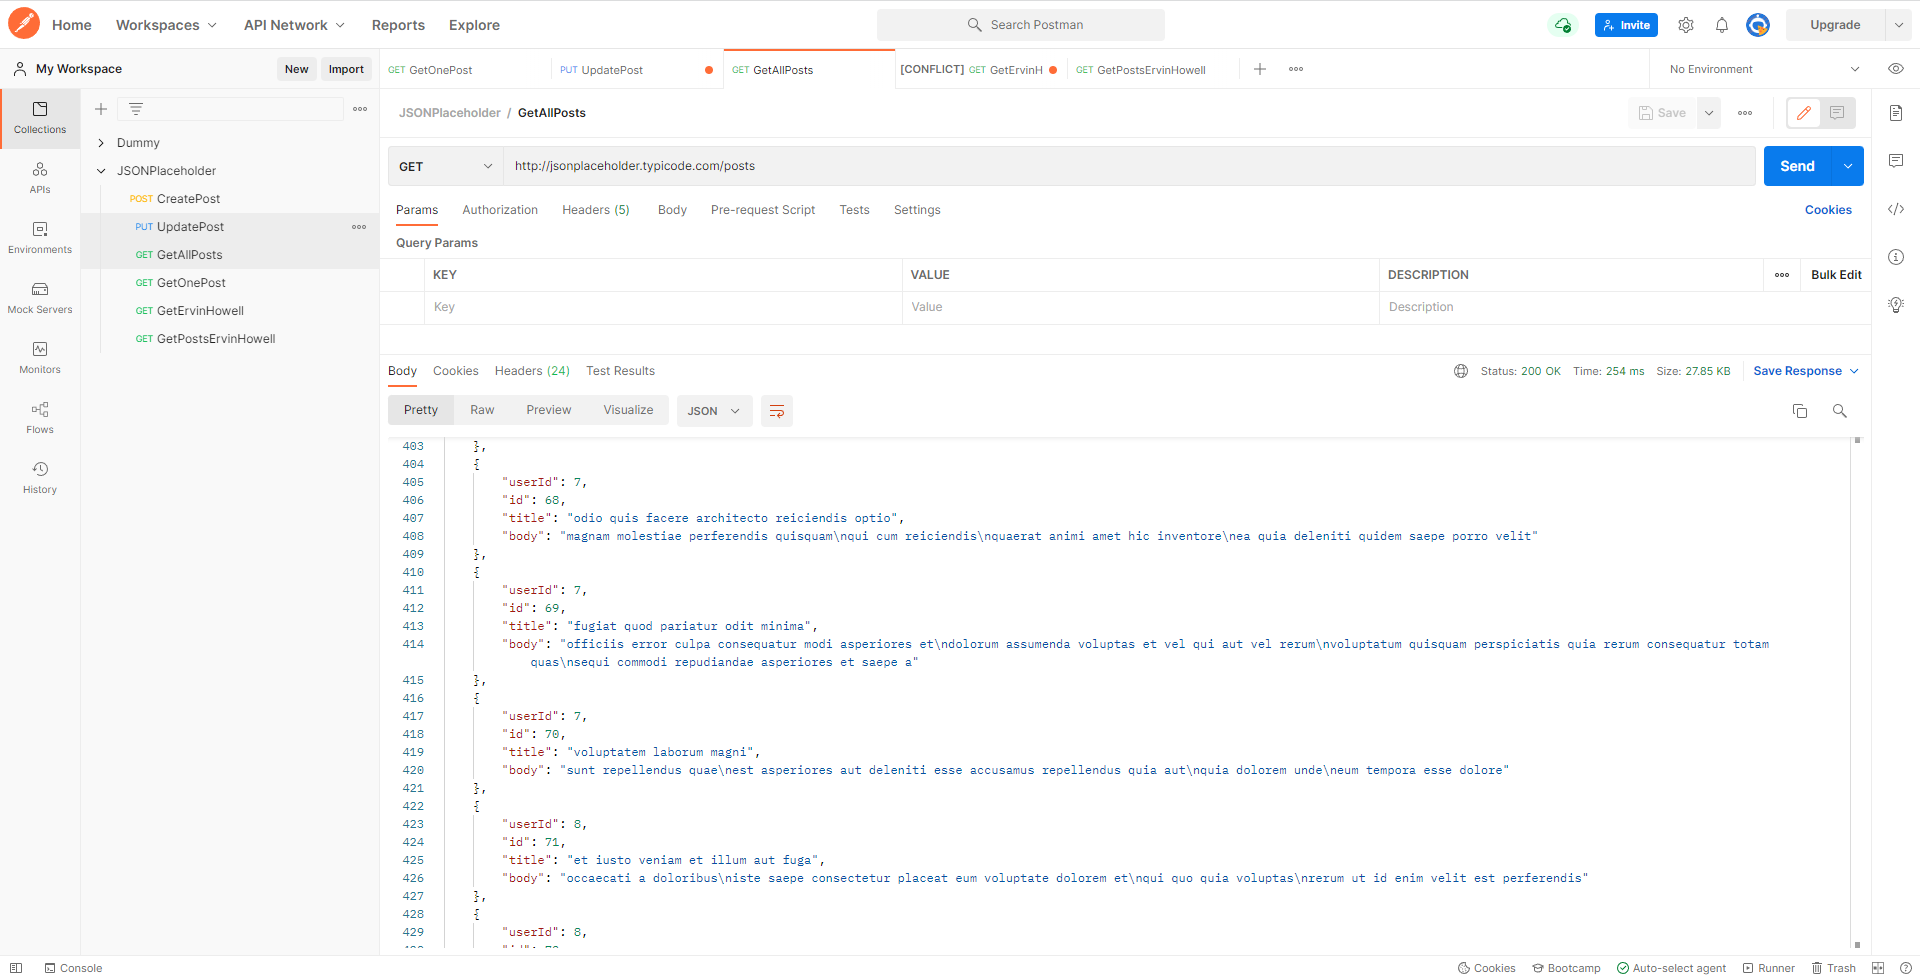 Home Workspaces API Network Reports Explore Search Postman Invite Upgrade
My Workspace New Import GET GetOnePost PUT UpdatePost GET GetAllPosts [CONFLICT] GET GetErvinH GET GetPostsErvinHowell No Environment
Collections
APIs
Environments
Mock Servers
Monitors
Flows
History
Dummy
JSONPlaceholder
POST CreatePost
PUT UpdatePost
GET GetAllPosts
GET GetOnePost
GET GetErvinHowell
GET GetPostsErvinHowell
JSONPlaceholder / GetAllPosts Save
GET http://jsonplaceholder.typicode.com/posts Send
Params Authorization Headers (5) Body Pre-request Script Tests Settings Cookies
Query Params
KEY VALUE DESCRIPTION Bulk Edit
Key Value Description
Body Cookies Headers (24) Test Results Status: 200 OK Time: 254 ms Size: 27.85 KB Save Response
Pretty Raw Preview Visualize JSON
403 },
404 {
405 "userId": 7,
406 "id": 68,
407 "title": "odio quis facere architecto reiciendis optio",
408 "body": "magnam molestiae perferendis quisquam\nqui cum reiciendis\nquaerat animi amet hic inventore\nea quia deleniti quidem saepe porro velit"
409 },
410 {
411 "userId": 7,
412 "id": 69,
413 "title": "fugiat quod pariatur odit minima",
414 "body": "officiis error culpa consequatur modi asperiores et\ndolorum assumenda voluptas et vel qui aut vel rerum\nvoluptatum quisquam perspiciatis quia rerum consequatur totam
quas\nsequi commodi repudiandae asperiores et saepe a"
415 },
416 {
417 "userId": 7,
418 "id": 70,
419 "title": "voluptatem laborum magni",
420 "body": "sunt repellendus quae\nest asperiores aut deleniti esse accusamus repellendus quia aut\nquia dolorem unde\neum tempora esse dolore"
421 },
422 {
423 "userId": 8,
424 "id": 71,
425 "title": "et iusto veniam et illum aut fuga",
426 "body": "occaecati a doloribus\niste saepe consectetur placeat eum voluptate dolorem et\nqui quo quia voluptas\nrerum ut id enim velit est perferendis"
427 },
428 {
429 "userId": 8,
Console Cookies Bootcamp Auto-select agent Runner Trash